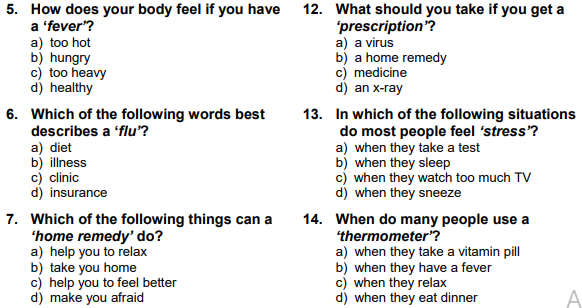 5. How does your body feel if you have
a ‘fever’?
a) too hot
b) hungry
c) too heavy
d) healthy
6. Which of the following words best
describes a ‘flu’?
a) diet
b) illness
c) clinic
d) insurance
7. Which of the following things can a
‘home remedy’ do?
a) help you to relax
b) take you home
c) help you to feel better
d) make you afraid
12. What should you take if you get a
‘prescription’?
a) a virus
b) a home remedy
c) medicine
d) an x-ray
13. In which of the following situations
do most people feel ‘stress’?
a) when they take a test
b) when they sleep
c) when they watch too much TV
d) when they sneeze
14. When do many people use a
‘thermometer’?
a) when they take a vitamin pill
b) when they have a fever
c) when they relax
d) when they eat dinner
A